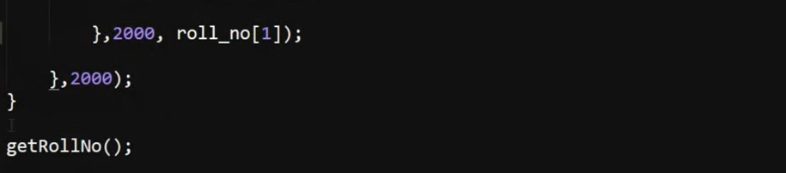 },2000, roll_no[1]);
},2000);
}
getRollNo();